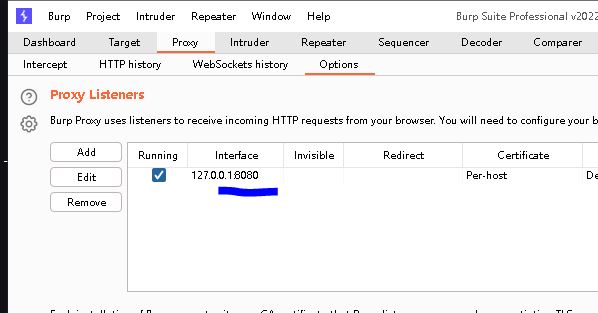 Burp Project Intruder Repeater Window Help Burp Suite Professional v2022
Dashboard Target Proxy Intruder Repeater Sequencer Decoder Comparer
Intercept HTTP history WebSockets history Options
Proxy Listeners
Burp Proxy uses listeners to receive incoming HTTP requests from your browser. You will need to configure your b
Add
Running Interface Invisible Redirect Certificate
Edit
127.0.0.1:8080 Per-host De
Remove